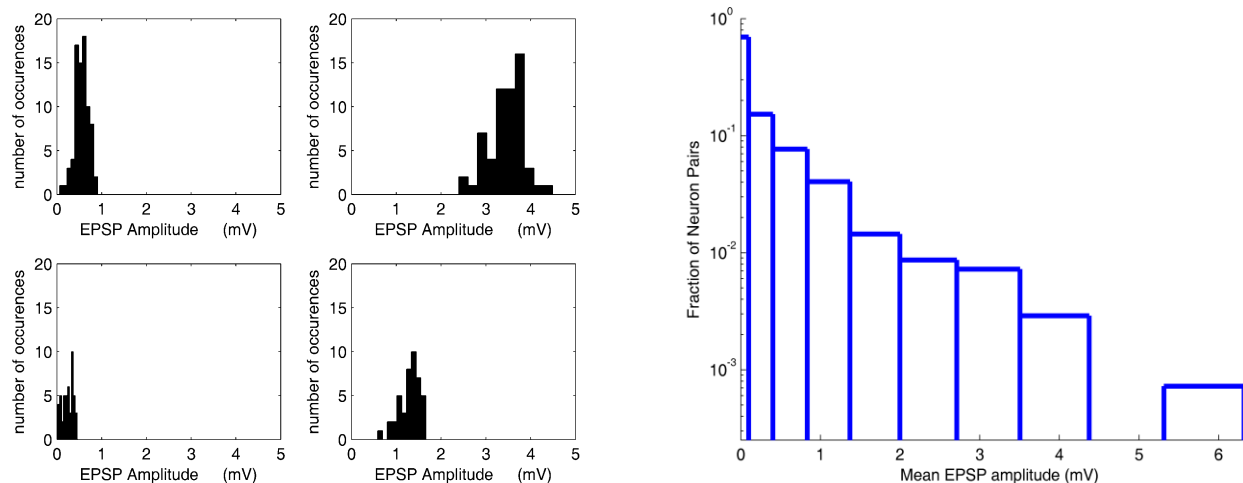 20
15
10
5
0
number of occurences
0 1 2 3 4 5
EPSP Amplitude (mV)
20
15
10
5
0
number of occurences
0 1 2 3 4 5
EPSP Amplitude (mV)
20
15
10
5
0
number of occurences
0 1 2 3 4 5
EPSP Amplitude (mV)
20
15
10
5
0
number of occurences
0 1 2 3 4 5
EPSP Amplitude (mV)
10^0
10^-1
10^-2
10^-3
Fraction of Neuron Pairs
0 1 2 3 4 5 6
Mean EPSP amplitude (mV)